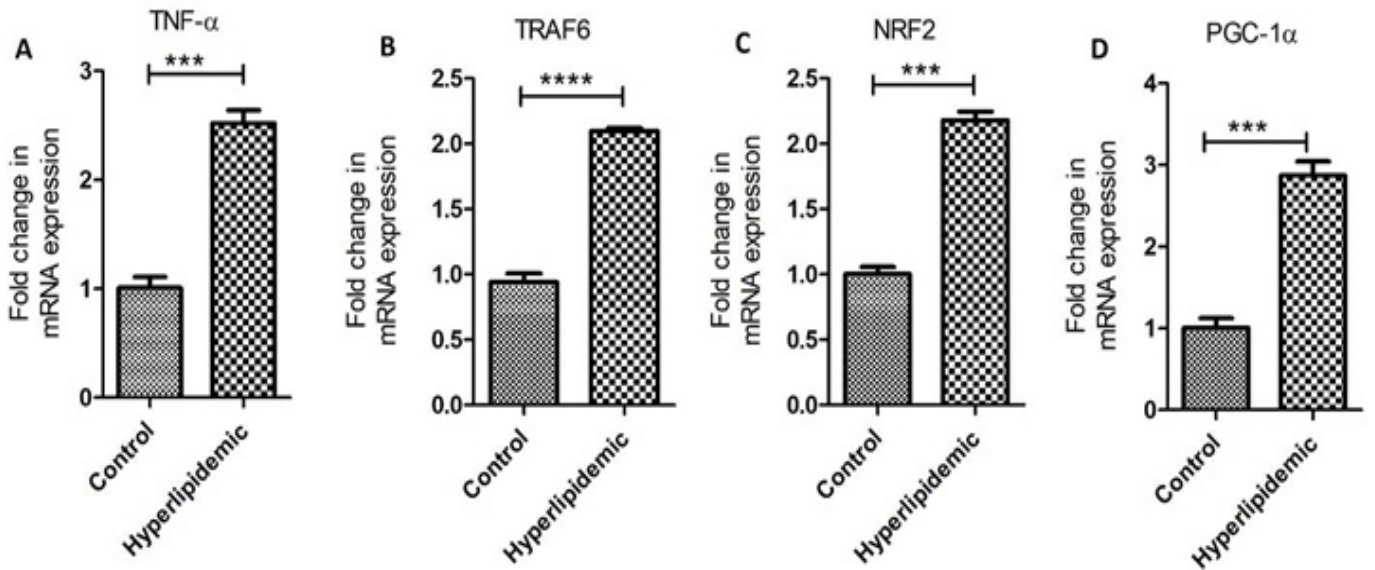 A
TNF-α
***
Fold change in
mRNA expression
3
2
1
0
Control
Hyperlipidemic
B
TRAF6
****
Fold change in
mRNA expression
2.5
2.0
1.5
1.0
0.5
0.0
Control
Hyperlipidemic
C
NRF2
***
Fold change in
mRNA expression
2.5
2.0
1.5
1.0
0.5
0.0
Control
Hyperlipidemic
D
PGC-1α
***
Fold change in
mRNA expression
4
3
2
1
0
Control
Hyperlipidemic